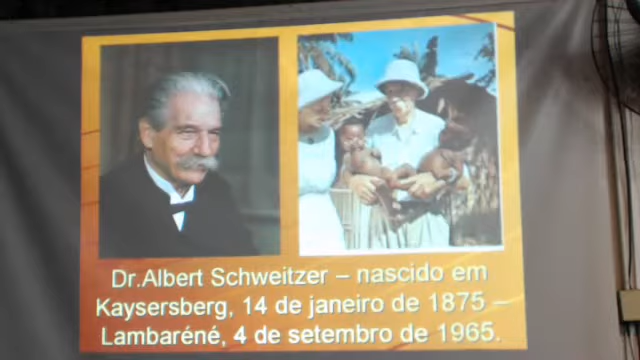 Dr.Albert Schweitzer – nascido em
Kaysersberg, 14 de janeiro de 1875 –
Lambaréné, 4 de setembro de 1965.